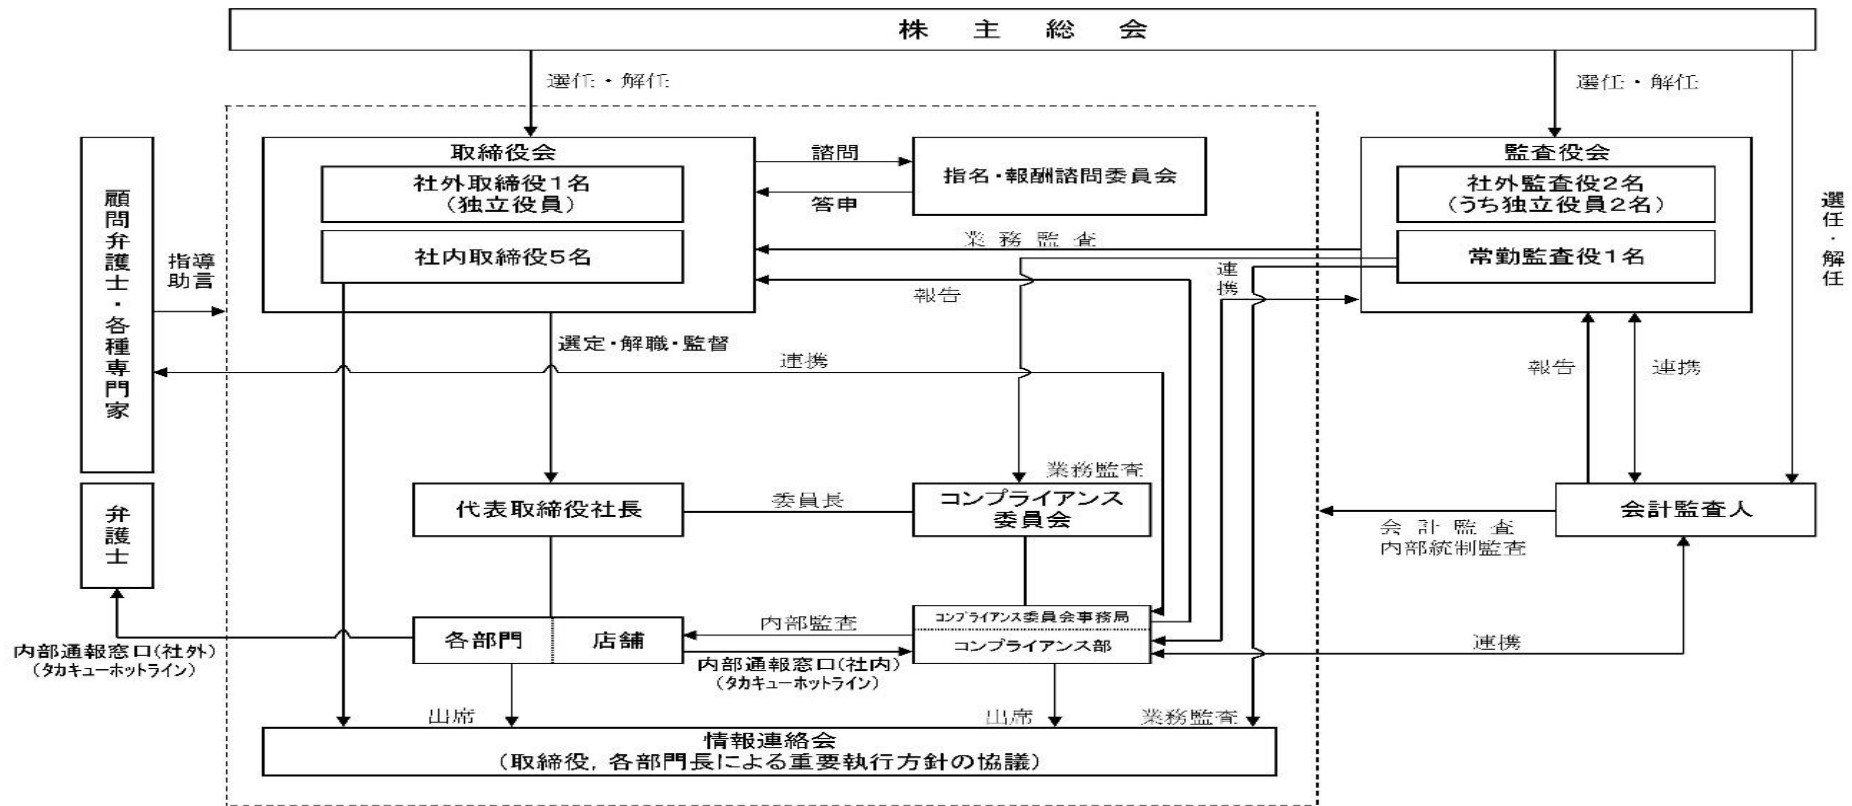 株主総会
選任・解任
選任・解任
取締役会
社外取締役1名
(独立役員)
社内取締役5名
諮問
答申
指名・報酬諮問委員会
監査役会
社外監査役2名
(うち独立役員2名)
常勤監査役1名
選任・解任
顧問弁護士・各種専門家
指導
助言
業務監査
連携
報告
選定・解職・監督
連携
報告
連携
業務監査
代表取締役社長
委員長
コンプライアンス
委員会
会計監査人
会計監査
内部統制監査
弁護士
各部門
店舗
内部監査
コンプライアンス委員会事務局
コンプライアンス部
連携
内部通報窓口(社外)
(タカキューホットライン)
内部通報窓口(社内)
(タカキューホットライン)
出席
出席
業務監査
情報連絡会
(取締役,各部門長による重要執行方針の協議)